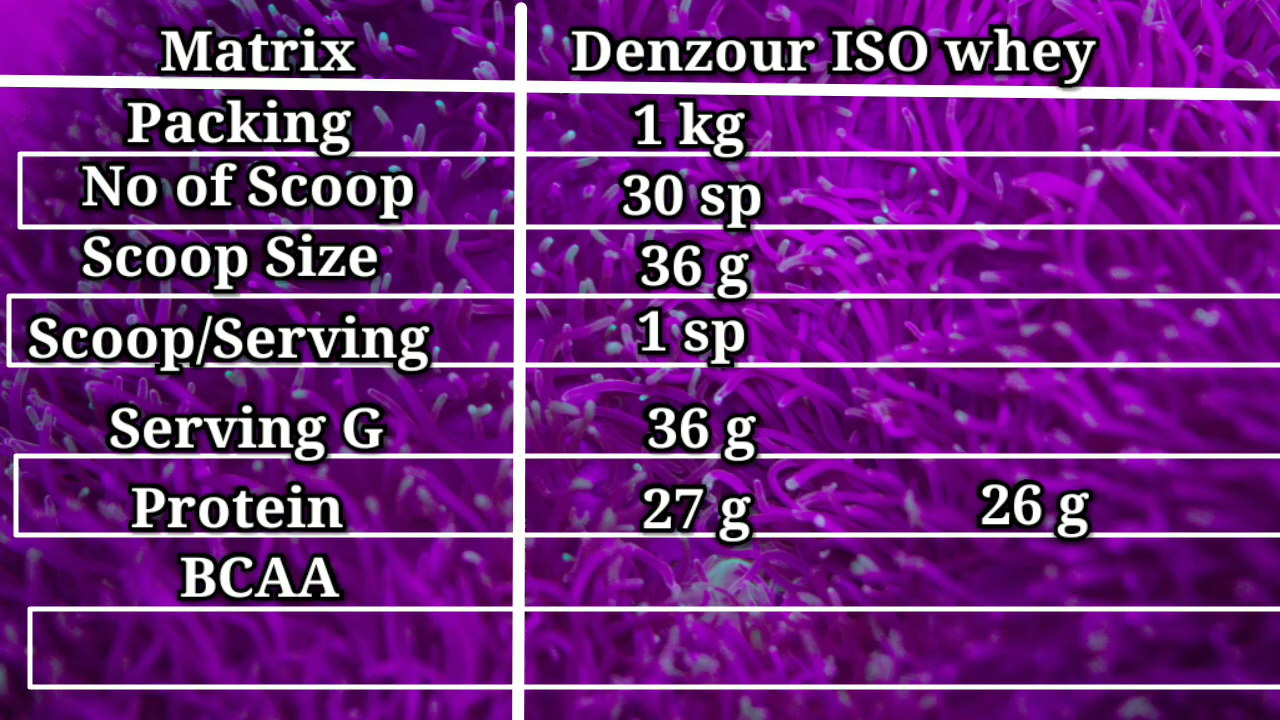 Matrix Denzour ISO whey
Packing 1 kg
No of Scoop 30 sp
Scoop Size 36 g
Scoop/Serving 1 sp
Serving G 36 g
Protein 27 g 26 g
BCAA